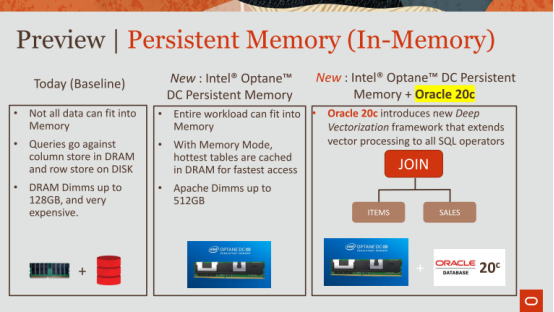 Preview | Persistent Memory (In-Memory)
Today (Baseline)
• Not all data can fit into
Memory
• Queries go against
column store in DRAM
and row store on DISK
• DRAM Dimms up to
128GB, and very
expensive.
+
New : Intel® Optane™
DC Persistent Memory
• Entire workload can fit into
Memory
• With Memory Mode,
hottest tables are cached
in DRAM for fastest access
• Apache Dimms up to
512GB
OPTANE DC
New : Intel® Optane™ DC Persistent
Memory + Oracle 20c
• Oracle 20c introduces new Deep
Vectorization framework that extends
vector processing to all SQL operators
JOIN
ITEMS
SALES
OPTANE DC
+
ORACLE
DATABASE
20c